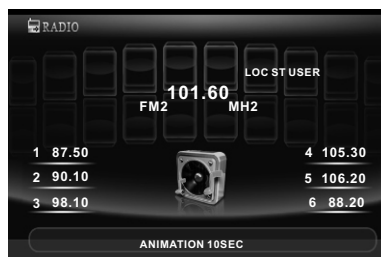 RADIO
LOC ST USER
101.60
FM2 MH2
1 87.50 4 105.30
2 90.10 5 106.20
3 98.10 6 88.20
ANIMATION 10SEC